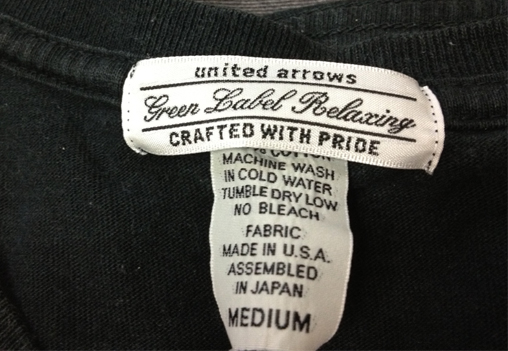 united arrows
Green Label Relaxing
CRAFTED WITH PRIDE
% COTTON
MACHINE WASH
IN COLD WATER
TUMBLE DRY LOW
NO BLEACH
FABRIC
MADE IN U.S.A.
ASSEMBLED
IN JAPAN
MEDIUM